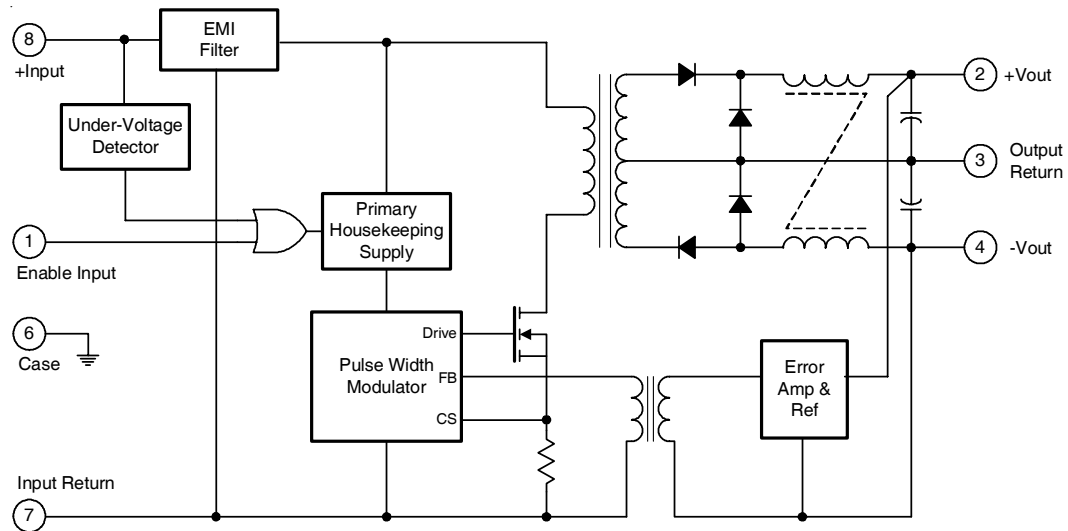 8
+Input
EMI
Filter
2
+Vout
Under-Voltage
Detector
3
Output
Return
1
Enable Input
Primary
Housekeeping
Supply
4
-Vout
6
Case
Drive
Pulse Width
Modulator
FB
CS
Error
Amp &
Ref
Input Return
7